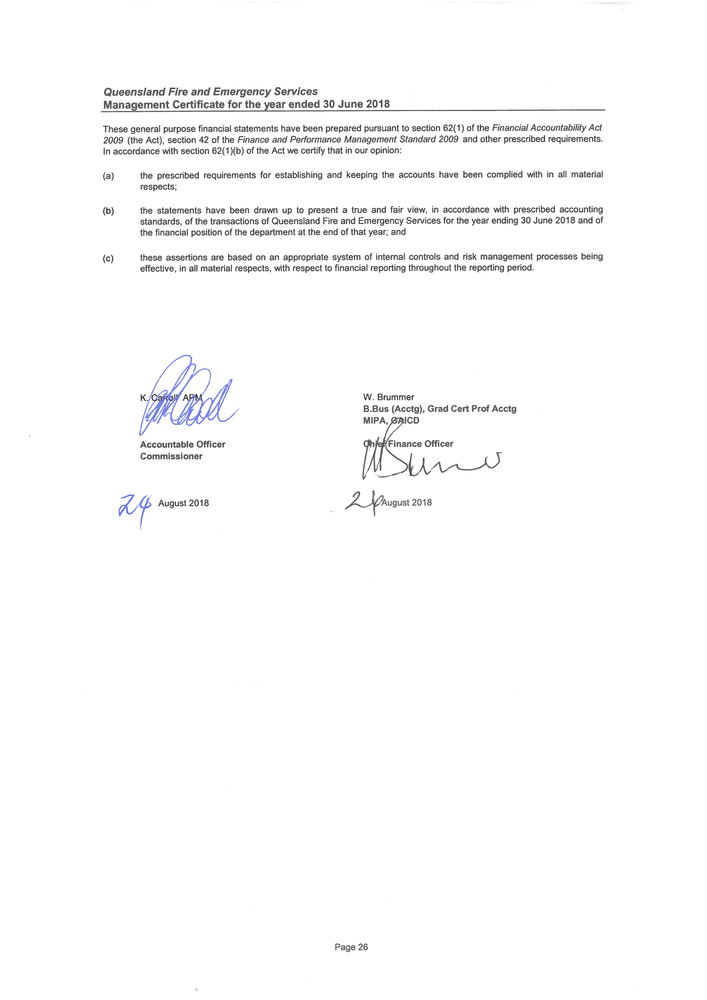 Queensland Fire and Emergency Services
Management Certificate for the year ended 30 June 2018
These general purpose financial statements have been prepared pursuant to section 62(1) of the Financial Accountability Act
2009 (the Act), section 42 of the Finance and Performance Management Standard 2009 and other prescribed requirements.
In accordance with section 62(1)(b) of the Act we certify that in our opinion:
(a) the prescribed requirements for establishing and keeping the accounts have been complied with in all material
respects;
(b) the statements have been drawn up to present a true and fair view, in accordance with prescribed accounting
standards, of the transactions of Queensland Fire and Emergency Services for the year ending 30 June 2018 and of
the financial position of the department at the end of that year; and
(c) these assertions are based on an appropriate system of internal controls and risk management processes being
effective, in all material respects, with respect to financial reporting throughout the reporting period.
K. Carroll APM
Accountable Officer
Commissioner
24 August 2018
W. Brummer
B.Bus (Acctg), Grad Cert Prof Acctg
MIPA, GAICD
Chief Finance Officer
24 August 2018
Page 26